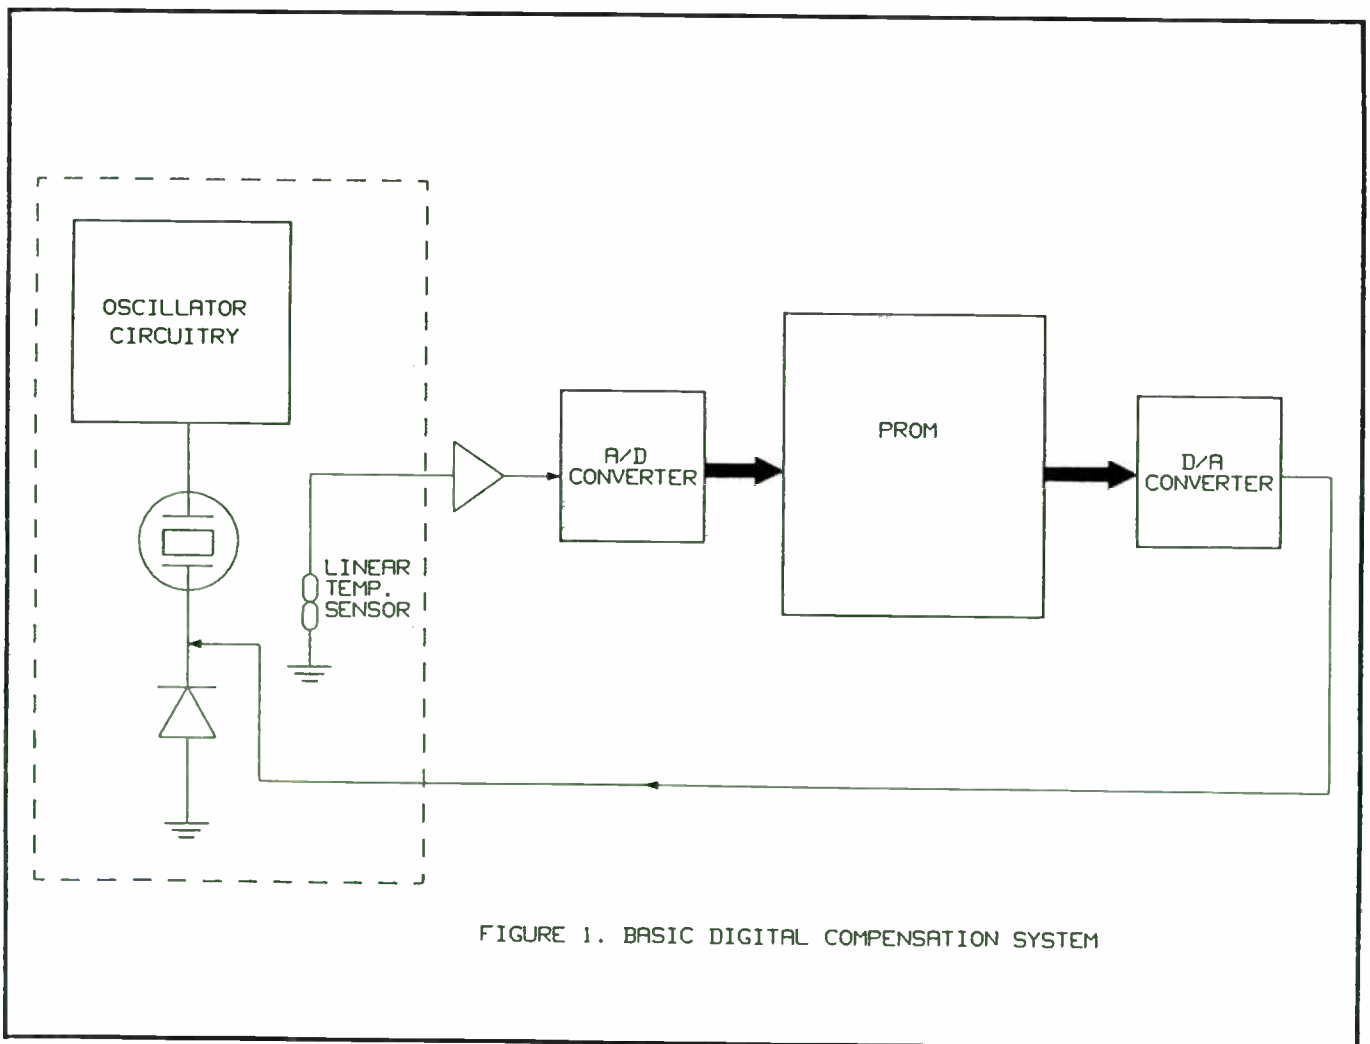 OSCILLATOR
CIRCUITRY
LINEAR
TEMP.
SENSOR
A/D
CONVERTER
PROM
D/A
CONVERTER
FIGURE 1. BASIC DIGITAL COMPENSATION SYSTEM